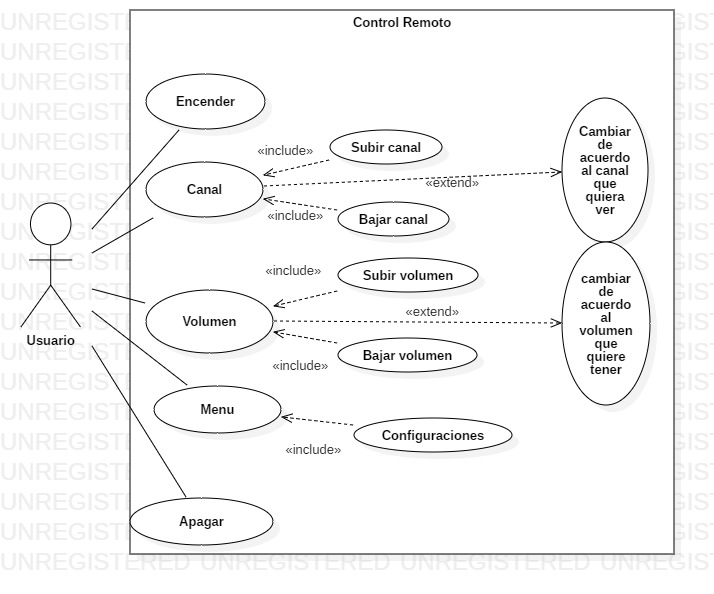 Control Remoto
Encender
Canal
«include»
Subir canal
«extend»
«include»
Bajar canal
Cambiar
de
acuerdo
al canal
que
quiera
ver
Usuario
Volumen
«include»
Subir volumen
«extend»
«include»
Bajar volumen
cambiar
de
acuerdo
al
volumen
que
quiere
tener
Menu
«include»
Configuraciones
Apagar
UNREGISTERED UNREGISTERED UNREGISTERED UNREGISTERED